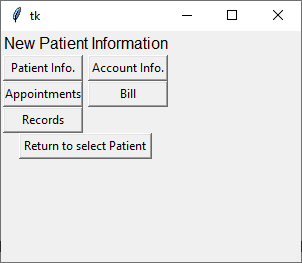 tk
New Patient Information
Patient Info. Account Info.
Appointments Bill
Records
Return to select Patient